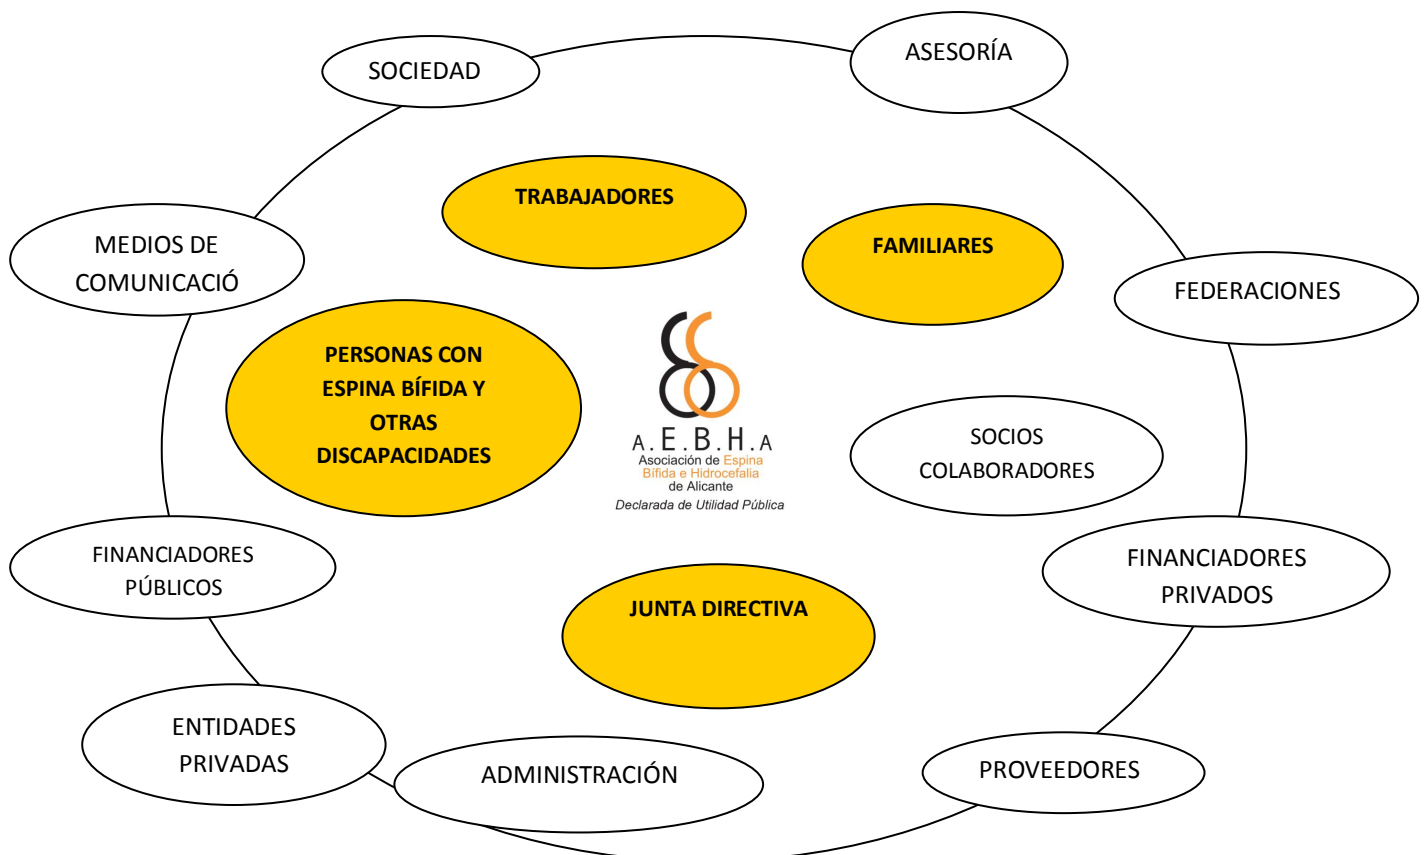 SOCIEDAD
ASESORÍA
TRABAJADORES
FAMILIARES
MEDIOS DE
COMUNICACIÓ
FEDERACIONES
PERSONAS CON
ESPINA BÍFIDA Y
OTRAS
DISCAPACIDADES
A.E.B.H.A
Asociación de Espina
Bífida e Hidrocefalia
de Alicante
Declarada de Utilidad Pública
SOCIOS
COLABORADORES
FINANCIADORES
PÚBLICOS
FINANCIADORES
PRIVADOS
JUNTA DIRECTIVA
ENTIDADES
PRIVADAS
ADMINISTRACIÓN
PROVEEDORES